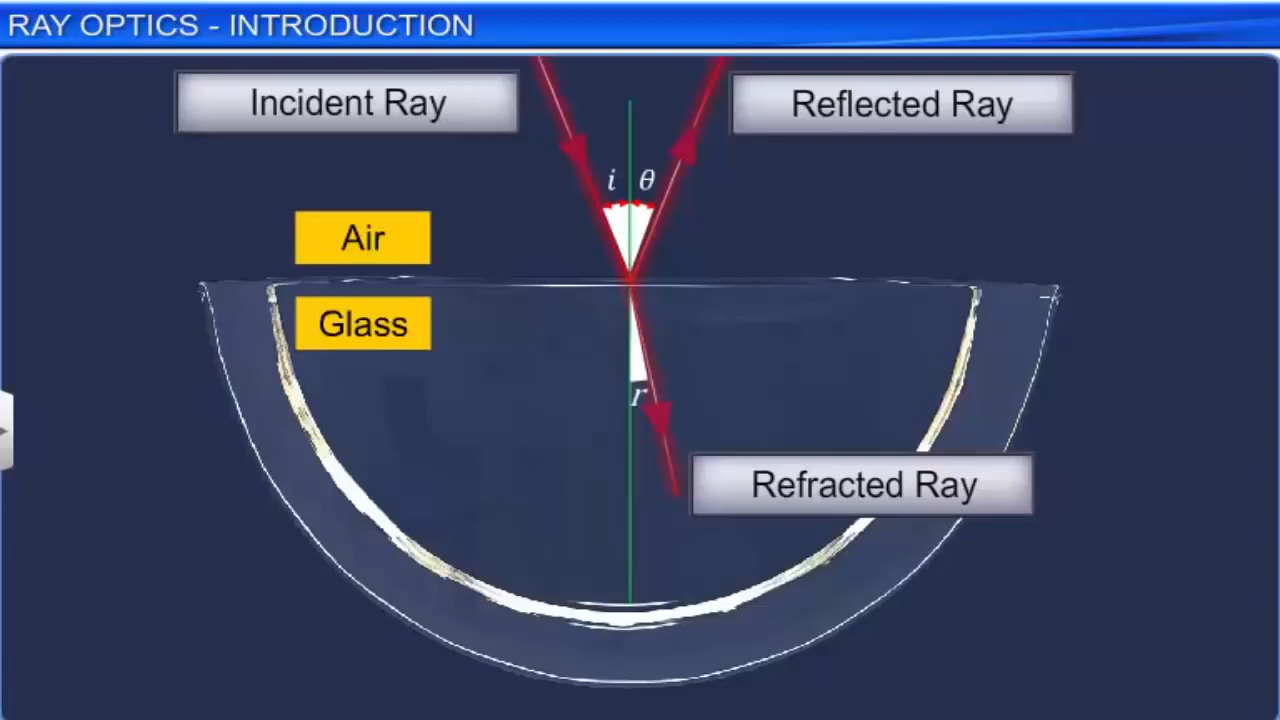 RAY OPTICS - INTRODUCTION
Incident Ray
Reflected Ray
i θ
Air
Glass
r
Refracted Ray